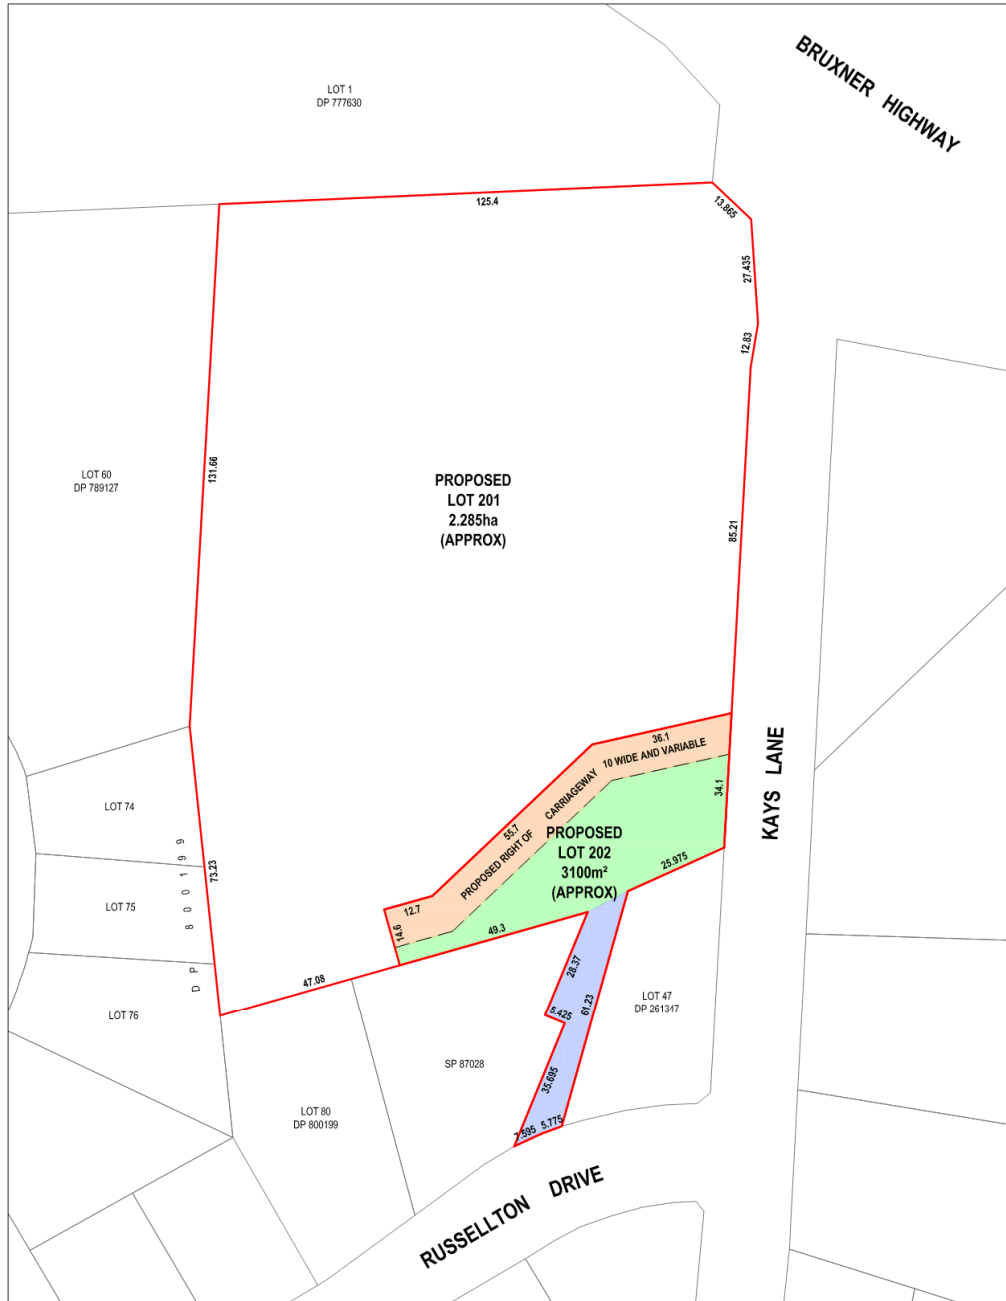 BRUXNER HIGHWAY
LOT 1
DP 777630
125.4
13.865
27.435
12.83
LOT 60
DP 789127
131.66
PROPOSED
LOT 201
2.285ha
(APPROX)
85.21
KAYS LANE
36.1
10 WIDE AND VARIABLE
CARRIAGEWAY
PROPOSED RIGHT OF
55.7
34.1
PROPOSED
LOT 202
3100m²
(APPROX)
25.975
12.7
14.6
49.3
LOT 74
DP 800199
73.23
LOT 75
47.08
28.37
5.425
61.23
LOT 47
DP 261347
LOT 76
SP 87028
35.695
LOT 80
DP 800199
7.595
5.775
RUSSELLTON DRIVE